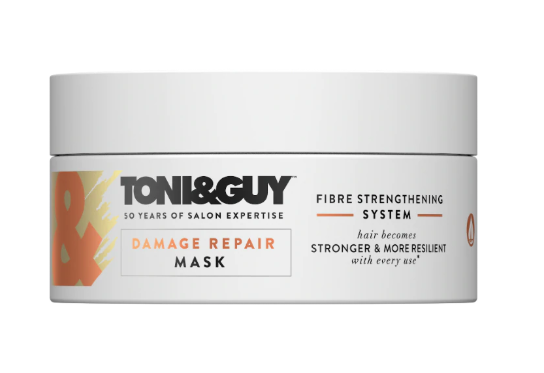 &
TONI&GUY™
50 YEARS OF SALON EXPERTISE
DAMAGE REPAIR
MASK
FIBRE STRENGTHENING
SYSTEM
hair becomes
STRONGER & MORE RESILIENT
with every use*